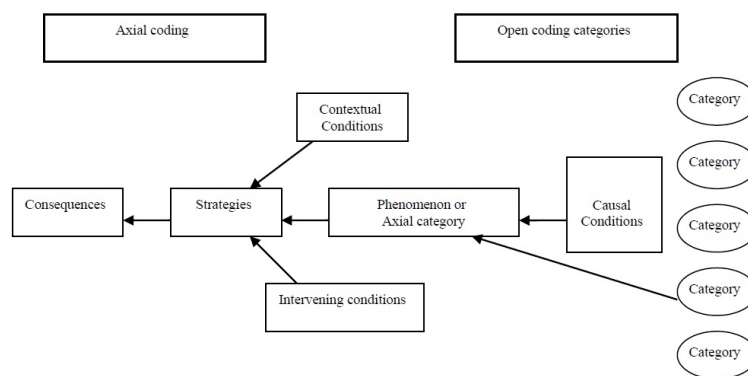 Axial coding
Open coding categories
Category
Contextual
Conditions
Category
Consequences
Strategies
Phenomenon or
Axial category
Causal
Conditions
Category
Intervening conditions
Category
Category